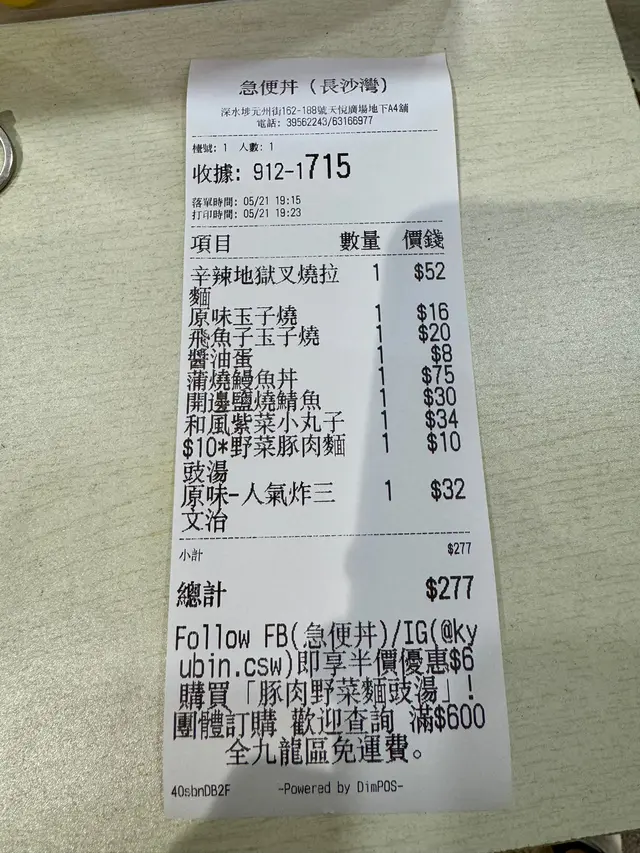 急便丼（長沙灣）
深水埗元州街162-188號天悅廣場地下A4舖
電話: 39562243/63166977
檯號: 1 人數: 1
收據: 912-1715
落單時間: 05/21 19:15
打印時間: 05/21 19:23
項目 數量 價錢
辛辣地獄叉燒拉 1 $52
麵
原味玉子燒 1 $16
飛魚子玉子燒 1 $20
醬油蛋 1 $8
蒲燒鰻魚丼 1 $75
開邊鹽燒鯖魚 1 $30
和風紫菜小丸子 1 $34
$10*野菜豚肉麵 1 $10
豉湯
原味-人氣炸三 1 $32
文治
小計 $277
總計 $277
Follow FB(急便丼)/IG(@ky
ubin.csw)即享半價優惠$6
購買「豚肉野菜麵豉湯」!
團體訂購 歡迎查詢 滿$600
全九龍區免運費。
40sbnDB2F -Powered by DimPOS-